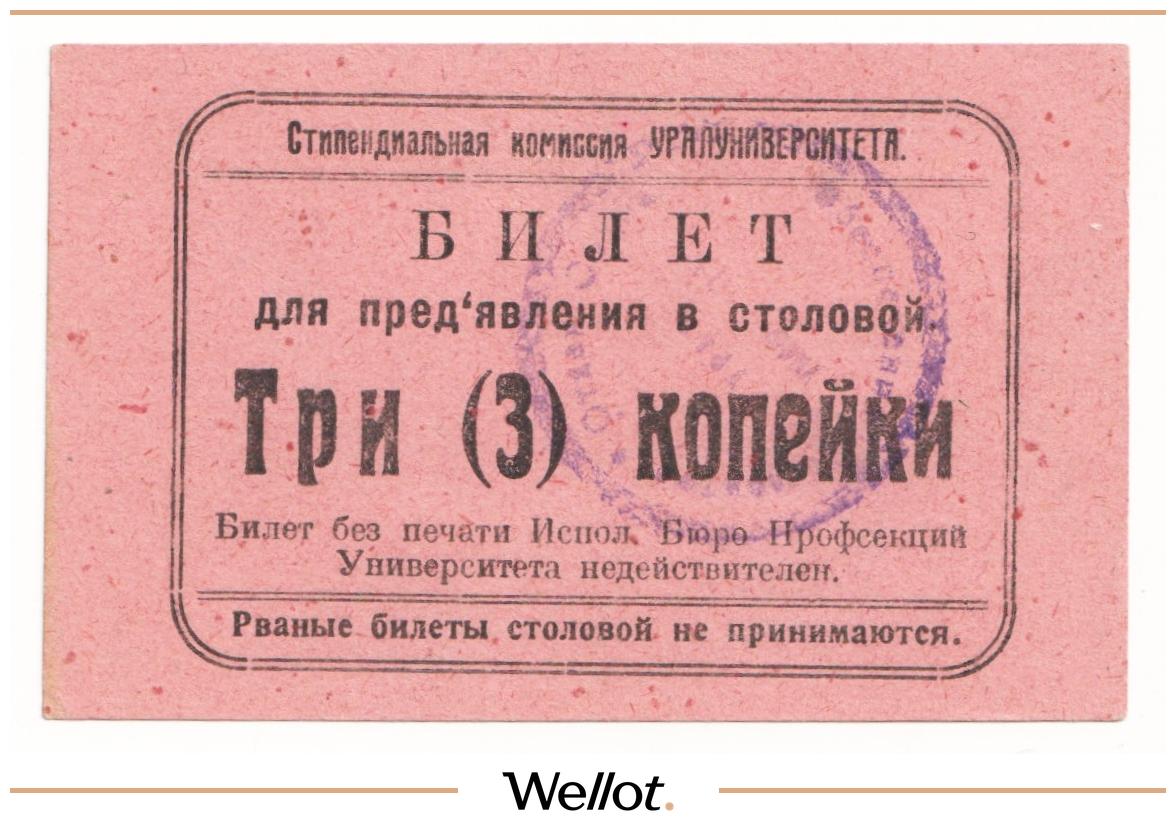 Стипендиальная комиссия УРАЛУНИВЕРСИТЕТА.
БИЛЕТ
для пред‘явления в столовой.
Три (3) копейки
Билет без печати Испол. Бюро Профсекций
Университета недействителен.
Рваные билеты столовой не принимаются.
Wellot.